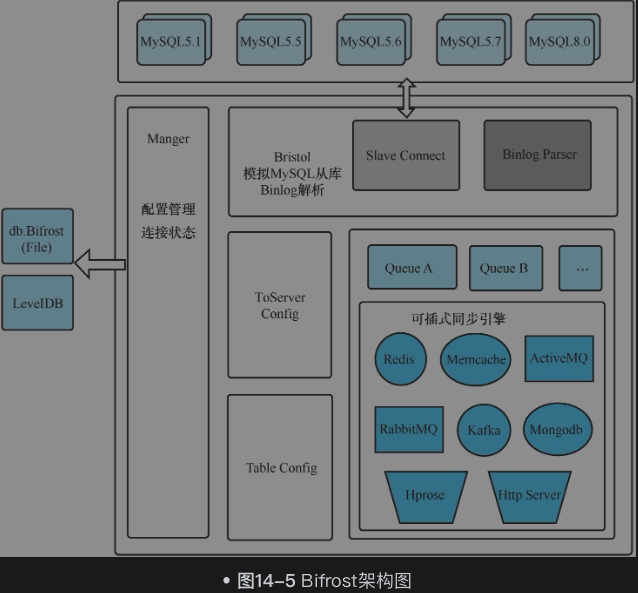 MySQL5.1
MySQL5.5
MySQL5.6
MySQL5.7
MySQL8.0
Manger
配置管理
连接状态
Bristol
模拟MySQL从库
Binlog解析
Slave Connect
Binlog Parser
db.Bifrost
(File)
LevelDB
ToServer
Config
Table Config
Queue A
Queue B
...
可插式同步引擎
Redis
Memcache
ActiveMQ
RabbitMQ
Kafka
Mongodb
Hprose
Http Server
• 图14-5 Bifrost架构图